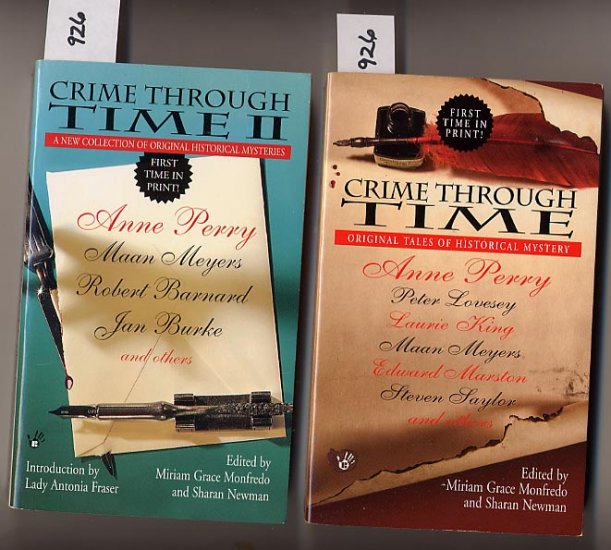 926
CRIME THROUGH
TIME II
A NEW COLLECTION OF ORIGINAL HISTORICAL MYSTERIES
FIRST
TIME IN
PRINT!
Anne Perry
Maan Meyers
Robert Barnard
Jan Burke
and others
Introduction by
Lady Antonia Fraser
Edited by
Miriam Grace Monfredo
and Sharan Newman
926
FIRST
TIME IN
PRINT!
CRIME THROUGH
TIME
ORIGINAL TALES OF HISTORICAL MYSTERY
Anne Perry
Peter Lovesey
Laurie King
Maan Meyers
Edward Marston
Steven Saylor
and others
Edited by
Miriam Grace Monfredo
and Sharan Newman